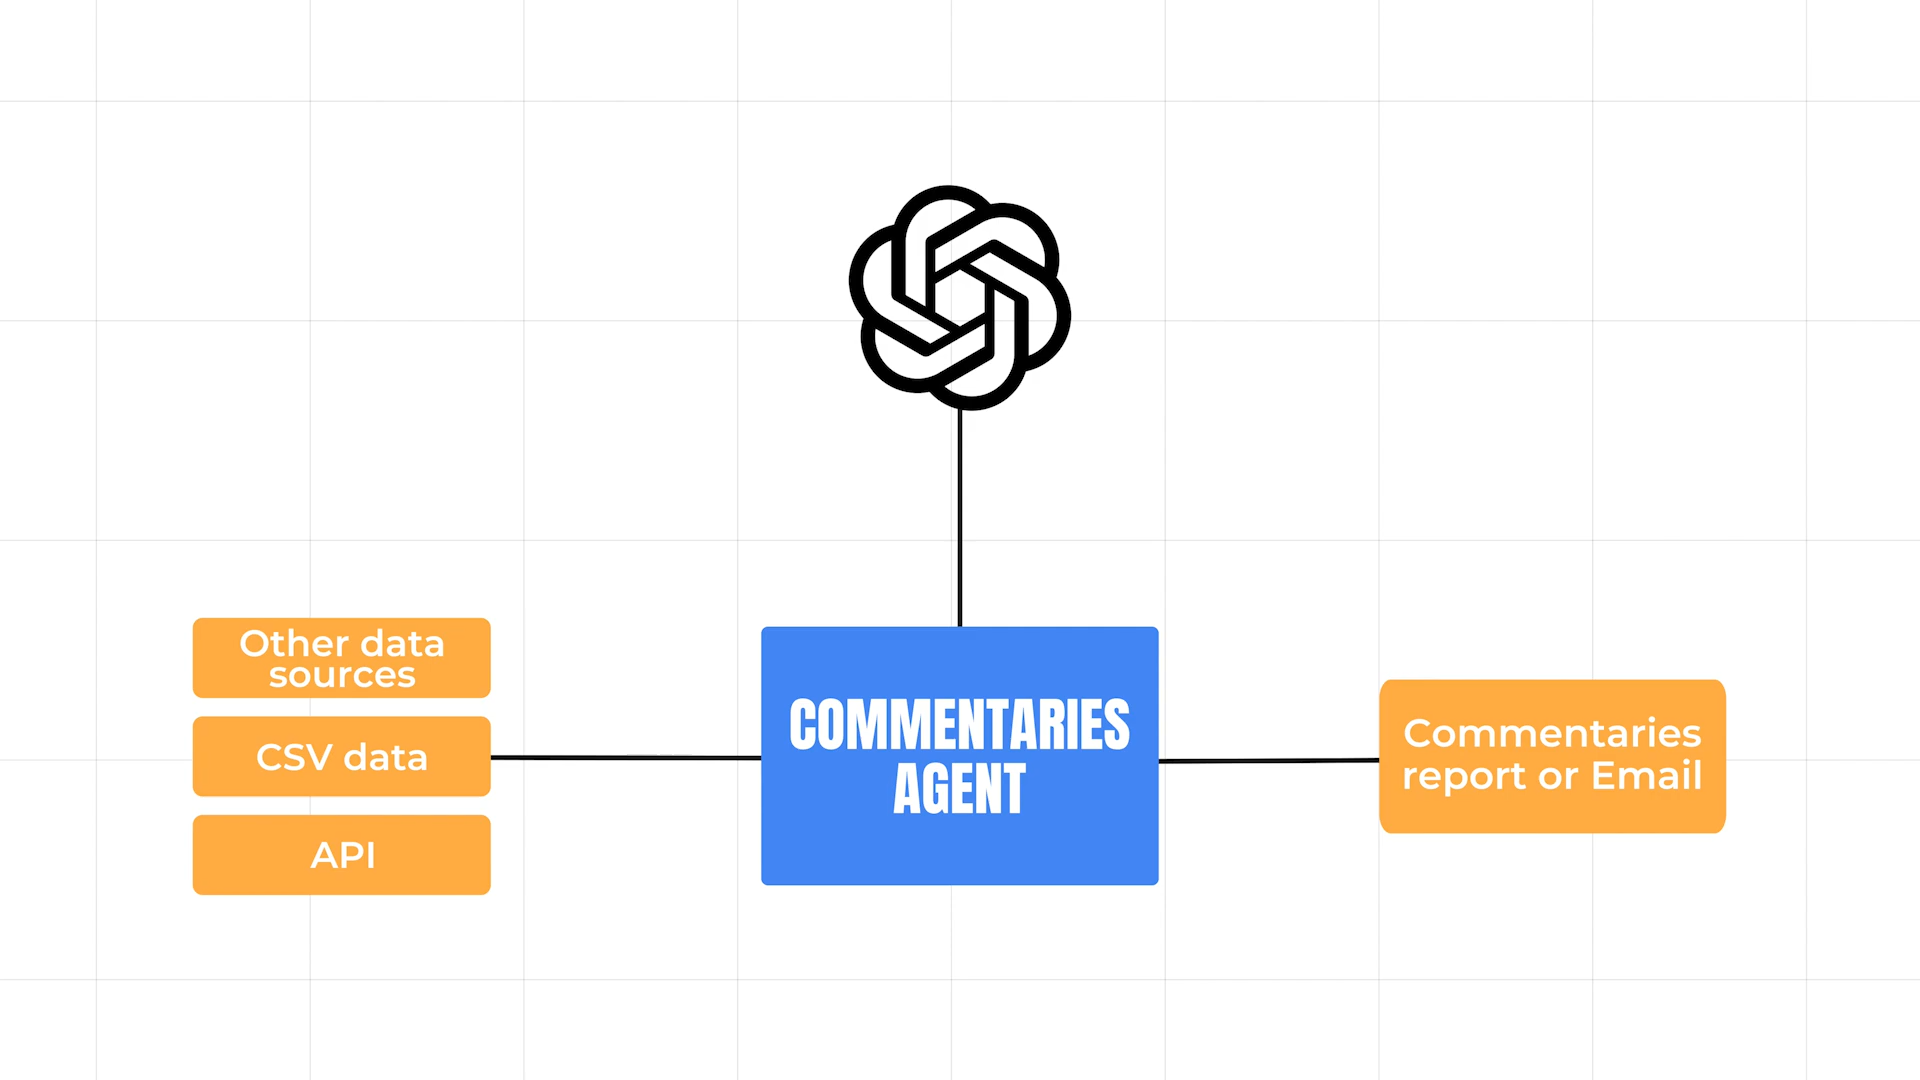 Other data
sources
CSV data
API
COMMENTARIES
AGENT
Commentaries
report or Email